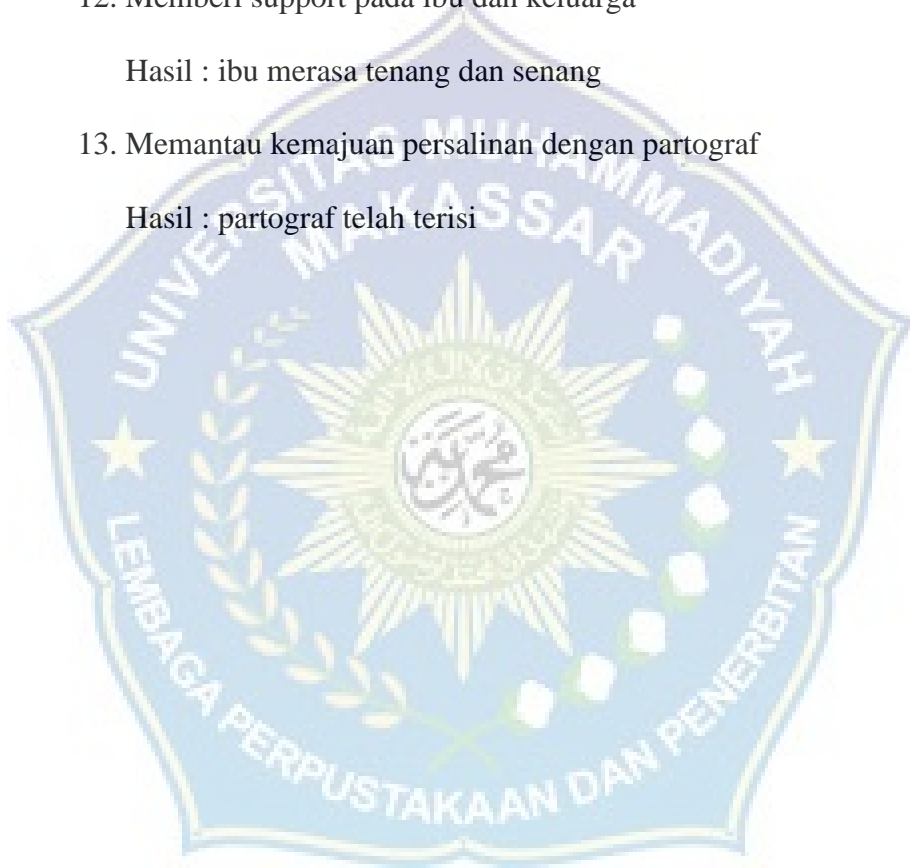 12. Memberi support pada ibu dan keluarga
Hasil : ibu merasa tenang dan senang
13. Memantau kemajuan persalinan dengan partograf
Hasil : partograf telah terisi
UNIVERSITAS MUHAMMADIYAH
MAKASSAR
LEMBAGA PERPUSTAKAAN DAN PENERBITAN